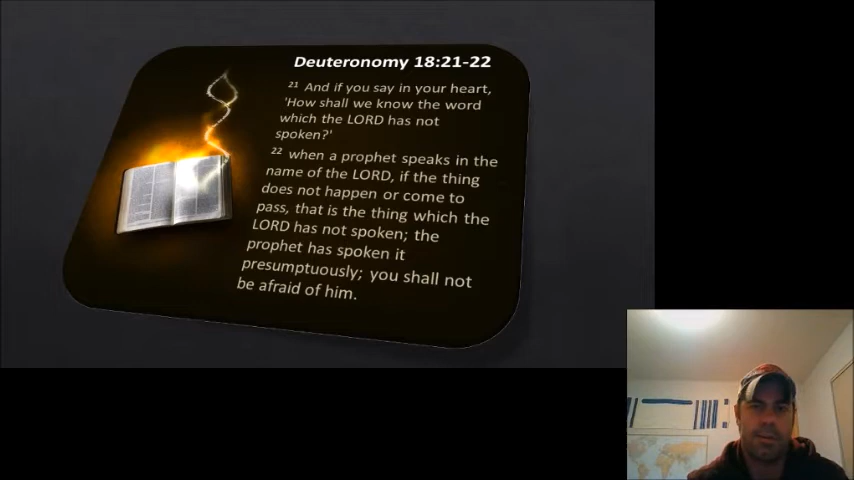 Deuteronomy 18:21-22
21 And if you say in your heart,
'How shall we know the word
which the LORD has not
spoken?'
22 when a prophet speaks in the
name of the LORD, if the thing
does not happen or come to
pass, that is the thing which the
LORD has not spoken; the
prophet has spoken it
presumptuously; you shall not
be afraid of him.